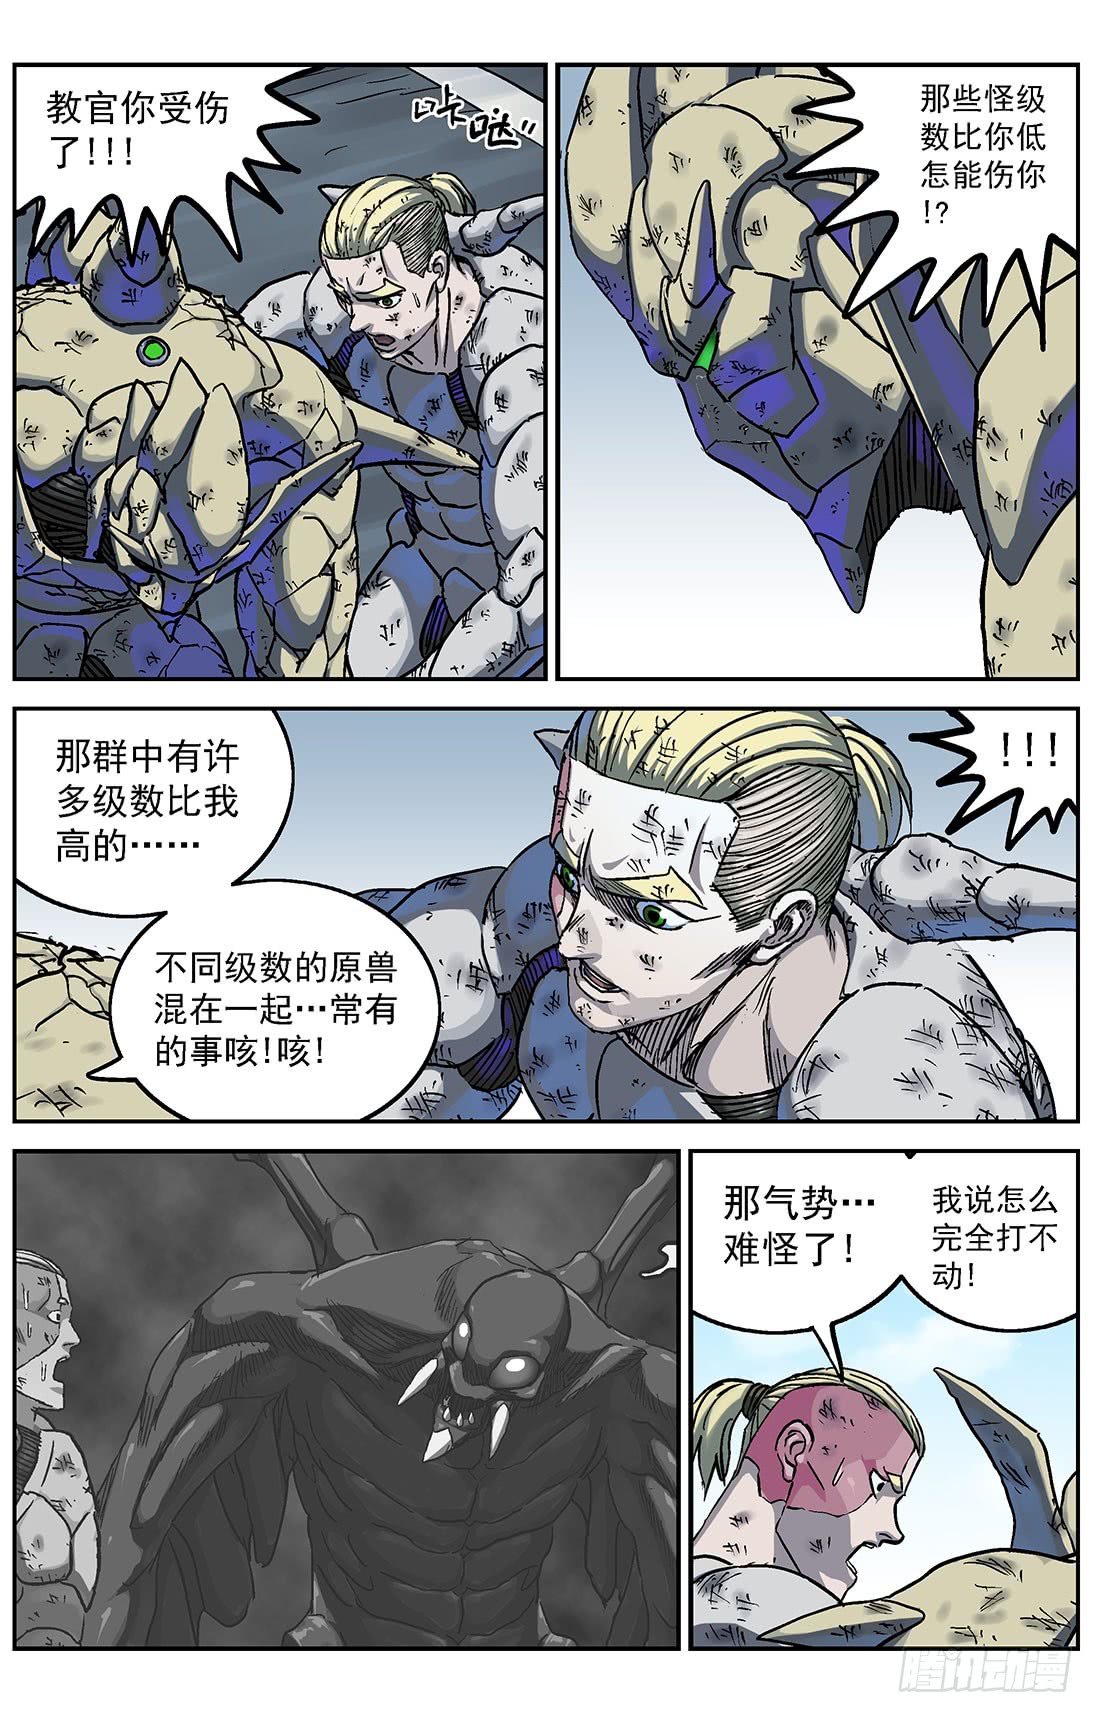 教官你受伤
了!!!
咔
哒"
那些怪级
数比你低
怎能伤你
!?
那群中有许
多级数比我
高的……
不同级数的原兽
混在一起…常有
的事咳!咳!
!!!
那气势…
难怪了!
我说怎么
完全打不
动!
腾讯动漫